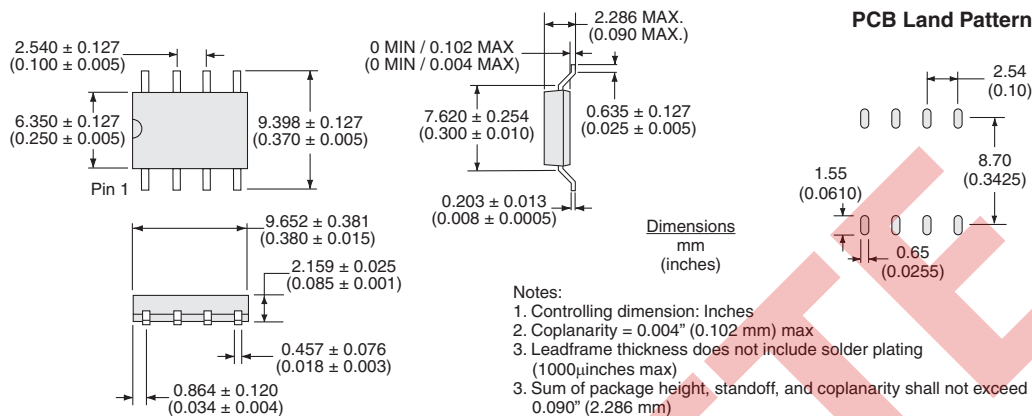 2.540 ± 0.127
(0.100 ± 0.005)
6.350 ± 0.127
(0.250 ± 0.005)
9.398 ± 0.127
(0.370 ± 0.005)
Pin 1
9.652 ± 0.381
(0.380 ± 0.015)
2.159 ± 0.025
(0.085 ± 0.001)
0.457 ± 0.076
(0.018 ± 0.003)
0.864 ± 0.120
(0.034 ± 0.004)
2.286 MAX.
(0.090 MAX.)
0 MIN / 0.102 MAX
(0 MIN / 0.004 MAX)
7.620 ± 0.254
(0.300 ± 0.010)
0.635 ± 0.127
(0.025 ± 0.005)
0.203 ± 0.013
(0.008 ± 0.0005)
Dimensions
mm
(inches)
PCB Land Pattern
2.54
(0.10)
8.70
(0.3425)
1.55
(0.0610)
0.65
(0.0255)
Notes:
1. Controlling dimension: Inches
2. Coplanarity = 0.004” (0.102 mm) max
3. Leadframe thickness does not include solder plating
(1000µinches max)
3. Sum of package height, standoff, and coplanarity shall not exceed
0.090” (2.286 mm)